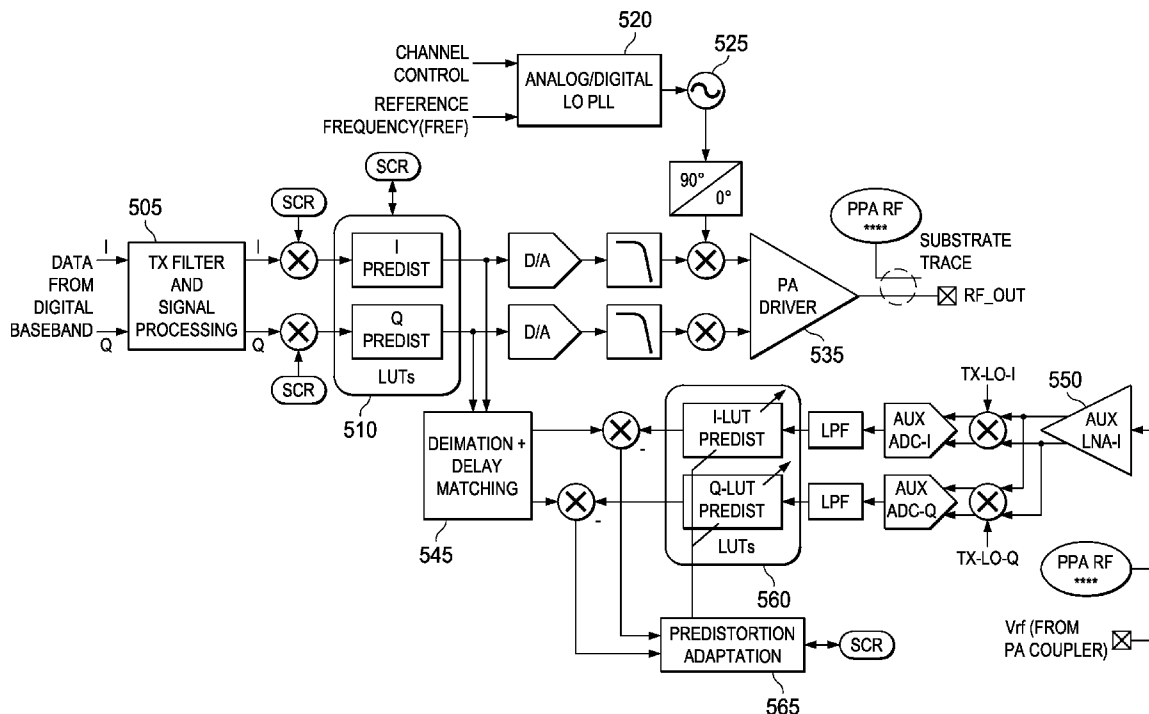 520
525
CHANNEL
CONTROL
ANALOG/DIGITAL
LO PLL
REFERENCE
FREQUENCY(FREF)
SCR
90°
0°
PPA RF
****
SUBSTRATE
TRACE
505
SCR
I
I
DATA
FROM
DIGITAL
BASEBAND
Q
TX FILTER
AND
SIGNAL
PROCESSING
Q
SCR
I
PREDIST
Q
PREDIST
LUTs
510
D/A
D/A
PA
DRIVER
535
RF_OUT
DEIMATION +
DELAY
MATCHING
545
-
-
I-LUT
PREDIST
Q-LUT
PREDIST
LUTs
560
LPF
LPF
AUX
ADC-I
AUX
ADC-Q
TX-LO-I
TX-LO-Q
550
AUX
LNA-I
PPA RF
****
Vrf (FROM
PA COUPLER)
PREDISTORTION
ADAPTATION
SCR
565